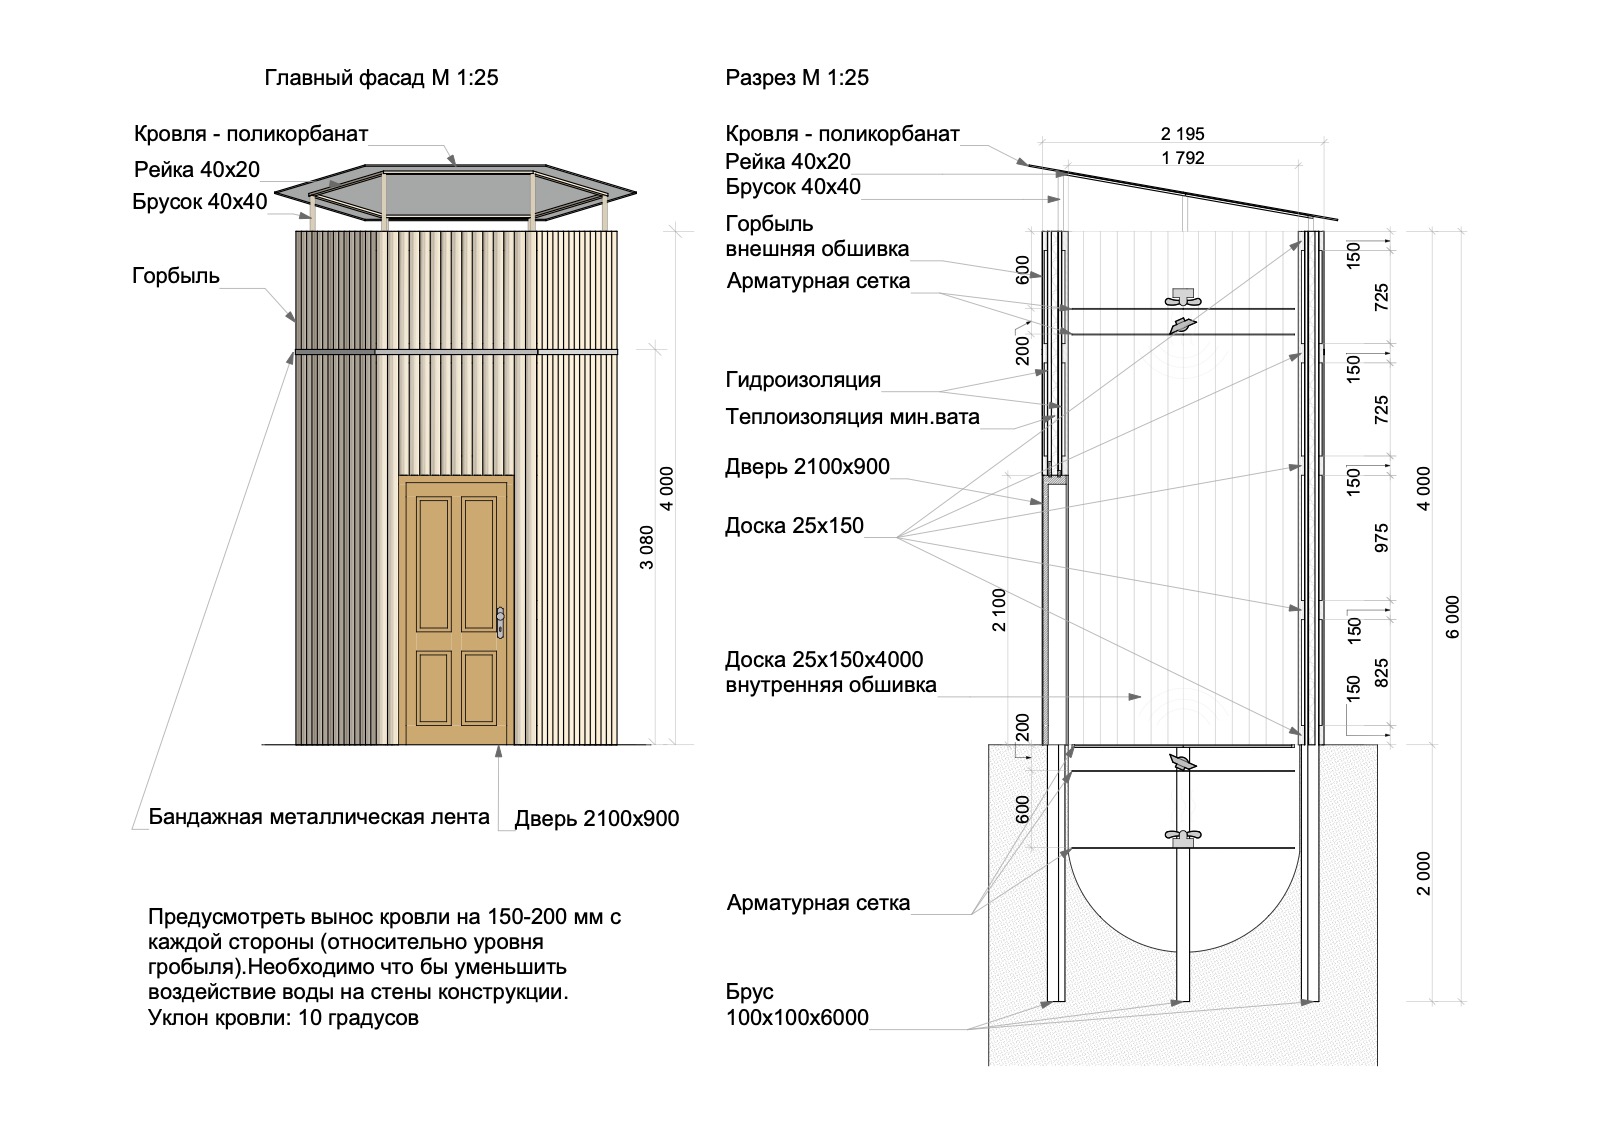 Главный фасад М 1:25
Кровля - поликорбанат
Рейка 40х20
Брусок 40х40
Горбыль
3 080
4 000
Бандажная металлическая лента
Дверь 2100х900
Предусмотреть вынос кровли на 150-200 мм с
каждой стороны (относительно уровня
гробыля).Необходимо что бы уменьшить
воздействие воды на стены конструкции.
Уклон кровли: 10 градусов
Разрез М 1:25
Кровля - поликорбанат
Рейка 40х20
Брусок 40х40
Горбыль
внешняя обшивка
Арматурная сетка
Гидроизоляция
Теплоизоляция мин.вата
Дверь 2100х900
Доска 25х150
Доска 25х150х4000
внутренняя обшивка
Арматурная сетка
Брус
100х100х6000
2 195
1 792
600
200
2 100
200
600
150
725
150
725
150
975
150
825
150
4 000
2 000
6 000